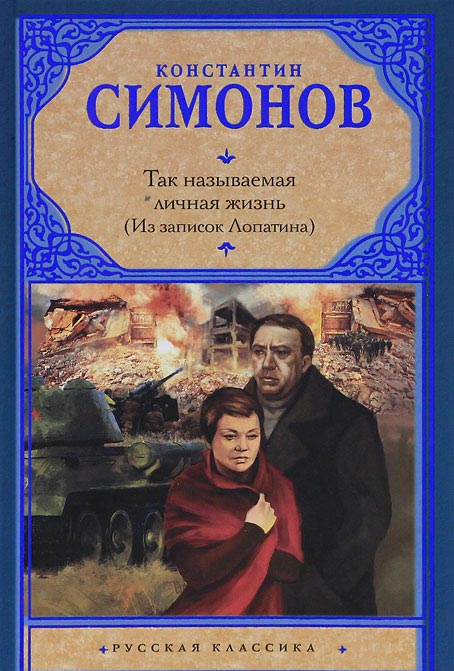 КОНСТАНТИН
СИМОНОВ
Так называемая
личная жизнь
(Из записок Лопатина)
РУССКАЯ КЛАССИКА